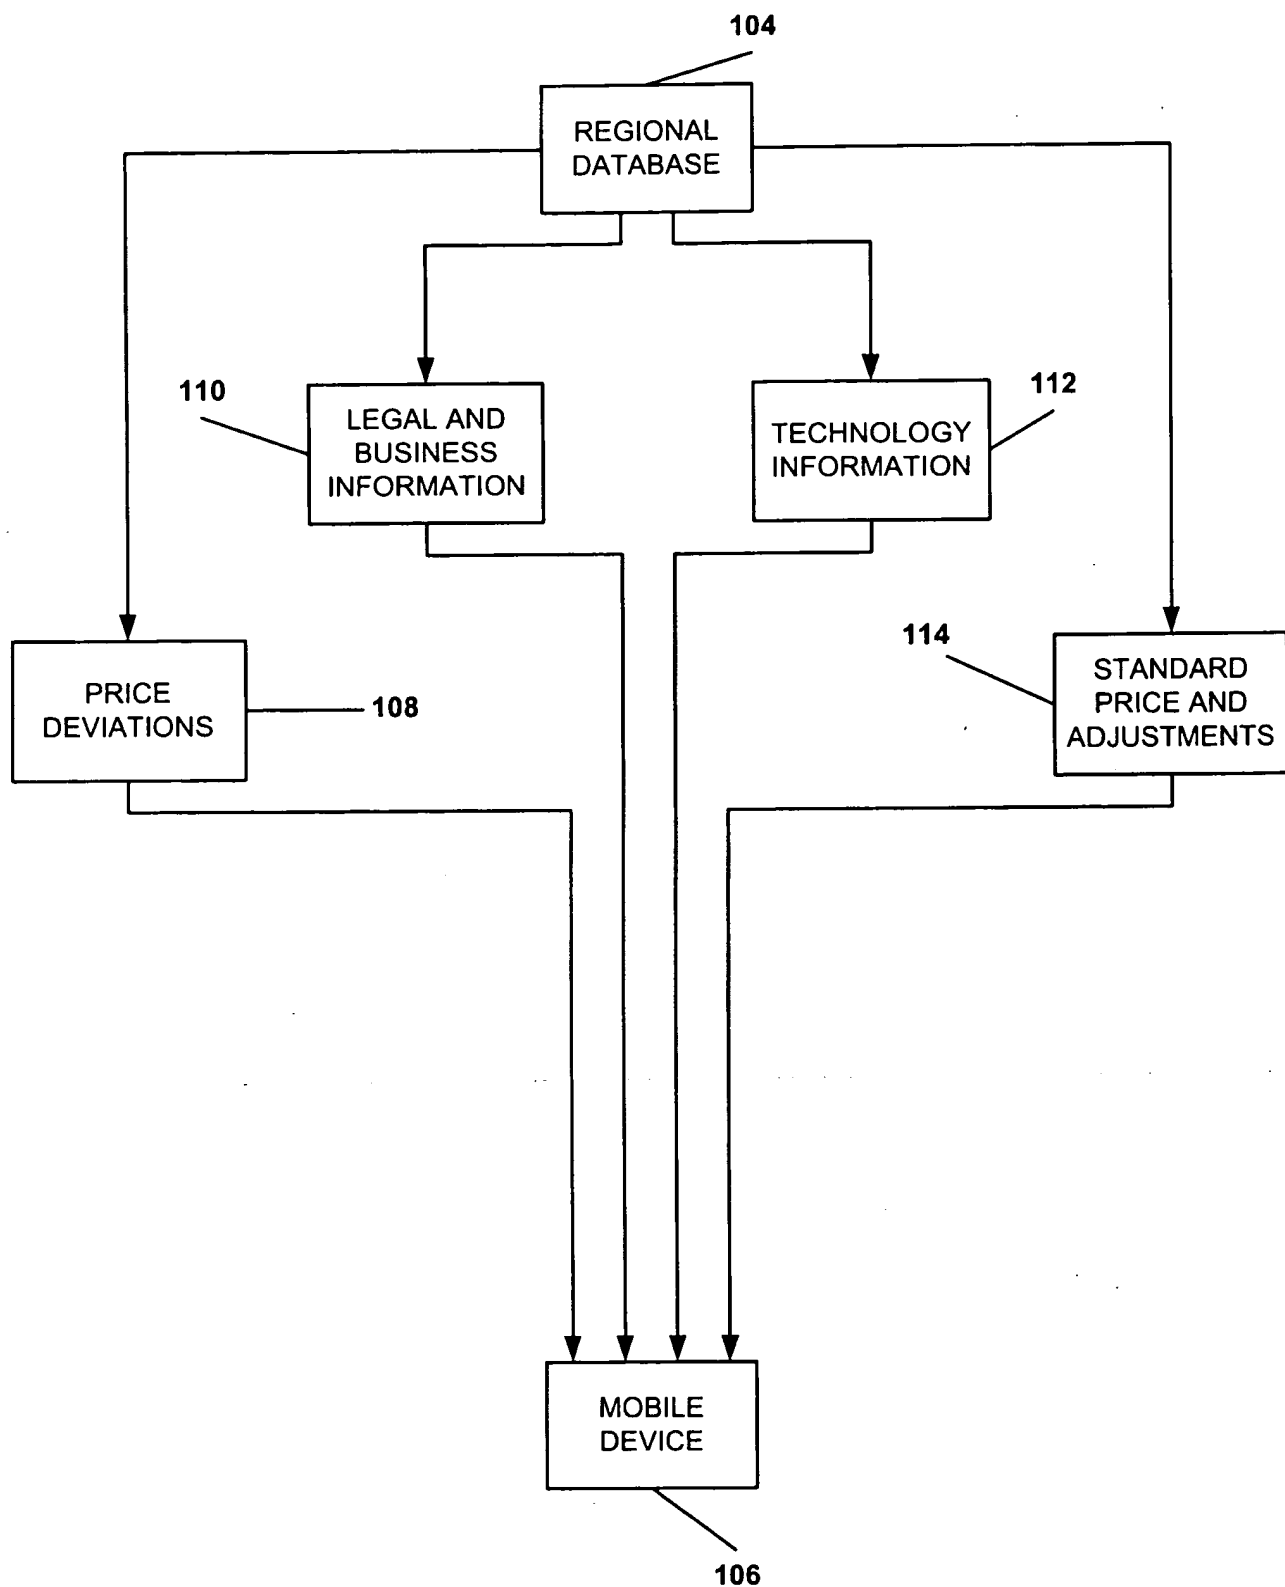 104
REGIONAL
DATABASE
110
LEGAL AND
BUSINESS
INFORMATION
TECHNOLOGY
INFORMATION
112
PRICE
DEVIATIONS
108
114
STANDARD
PRICE AND
ADJUSTMENTS
MOBILE
DEVICE
106